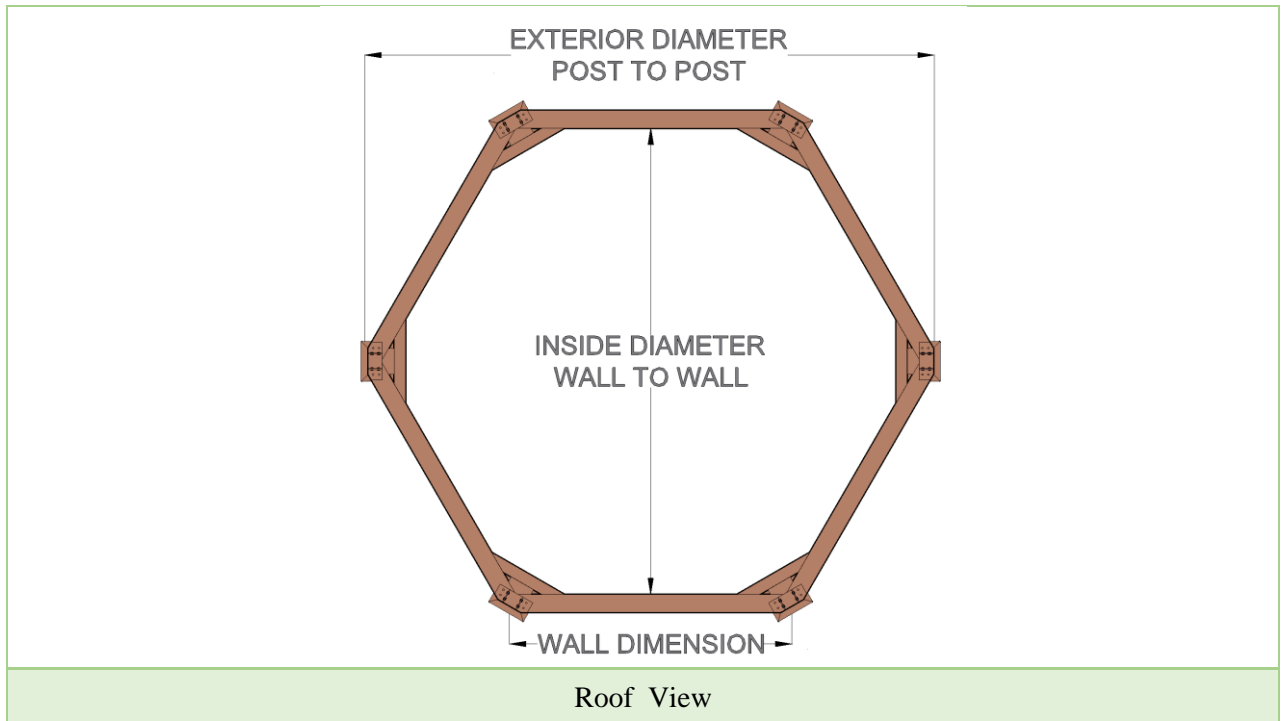 EXTERIOR DIAMETER
POST TO POST
INSIDE DIAMETER
WALL TO WALL
WALL DIMENSION
Roof View